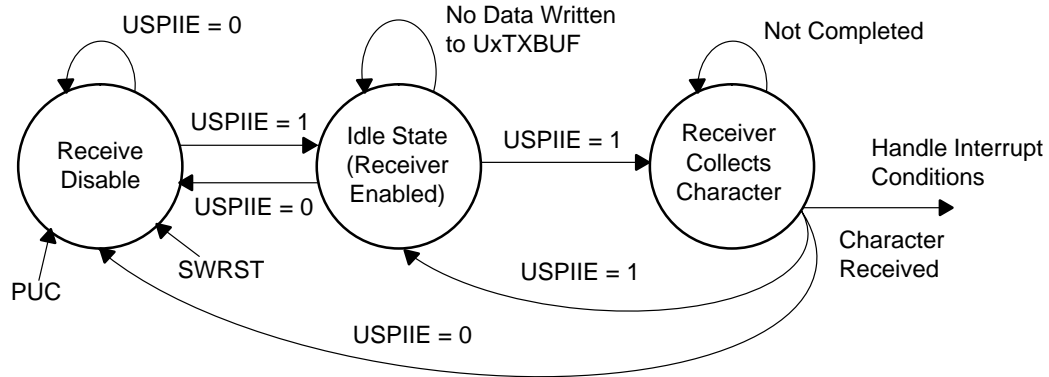 USPIIE = 0
No Data Written
to UxTXBUF
Not Completed
Receive
Disable
USPIIE = 1
USPIIE = 0
Idle State
(Receiver
Enabled)
USPIIE = 1
Receiver
Collects
Character
Handle Interrupt
Conditions
Character
Received
PUC
SWRST
USPIIE = 1
USPIIE = 0